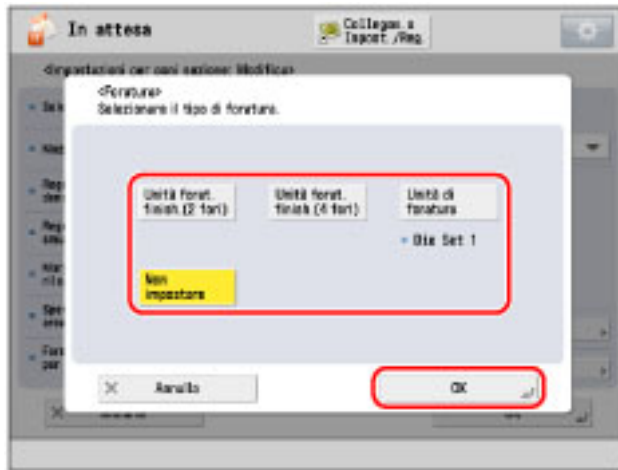 In attesa
Collegam.a
Impost./Reg.
<Impostazioni per ogni sezione: Modifica>
<Foratura>
Selezionare il tipo di foratura.
Unità forat.
finish.(2 fori)
Unità forat.
finish.(4 fori)
Unità di
foratura
Die Set 1
Non
impostare
Annulla
OK